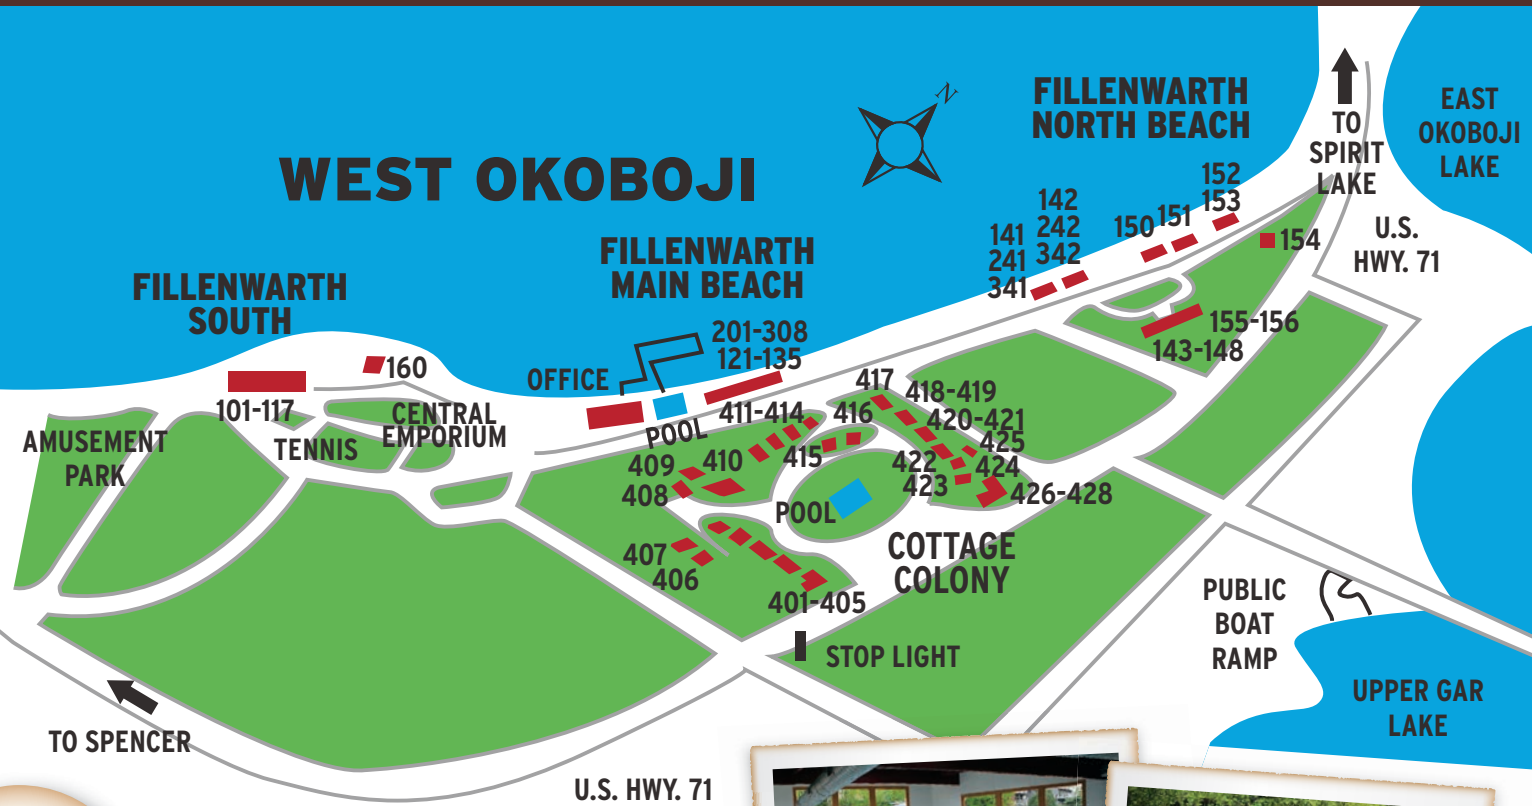 WEST OKOBOJI
N
FILLENWARTH
NORTH BEACH
TO
SPIRIT
LAKE
EAST
OKOBOJI
LAKE
U.S.
HWY. 71
152
153
151
150
142
242
342
141
241
341
154
155-156
143-148
FILLENWARTH
MAIN BEACH
201-308
121-135
OFFICE
POOL
FILLENWARTH
SOUTH
160
101-117
AMUSEMENT
PARK
TENNIS
CENTRAL
EMPORIUM
417
418-419
420-421
425
424
422
423
426-428
411-414
416
415
410
409
408
POOL
407
406
401-405
COTTAGE
COLONY
STOP LIGHT
PUBLIC
BOAT
RAMP
UPPER GAR
LAKE
TO SPENCER
U.S. HWY. 71